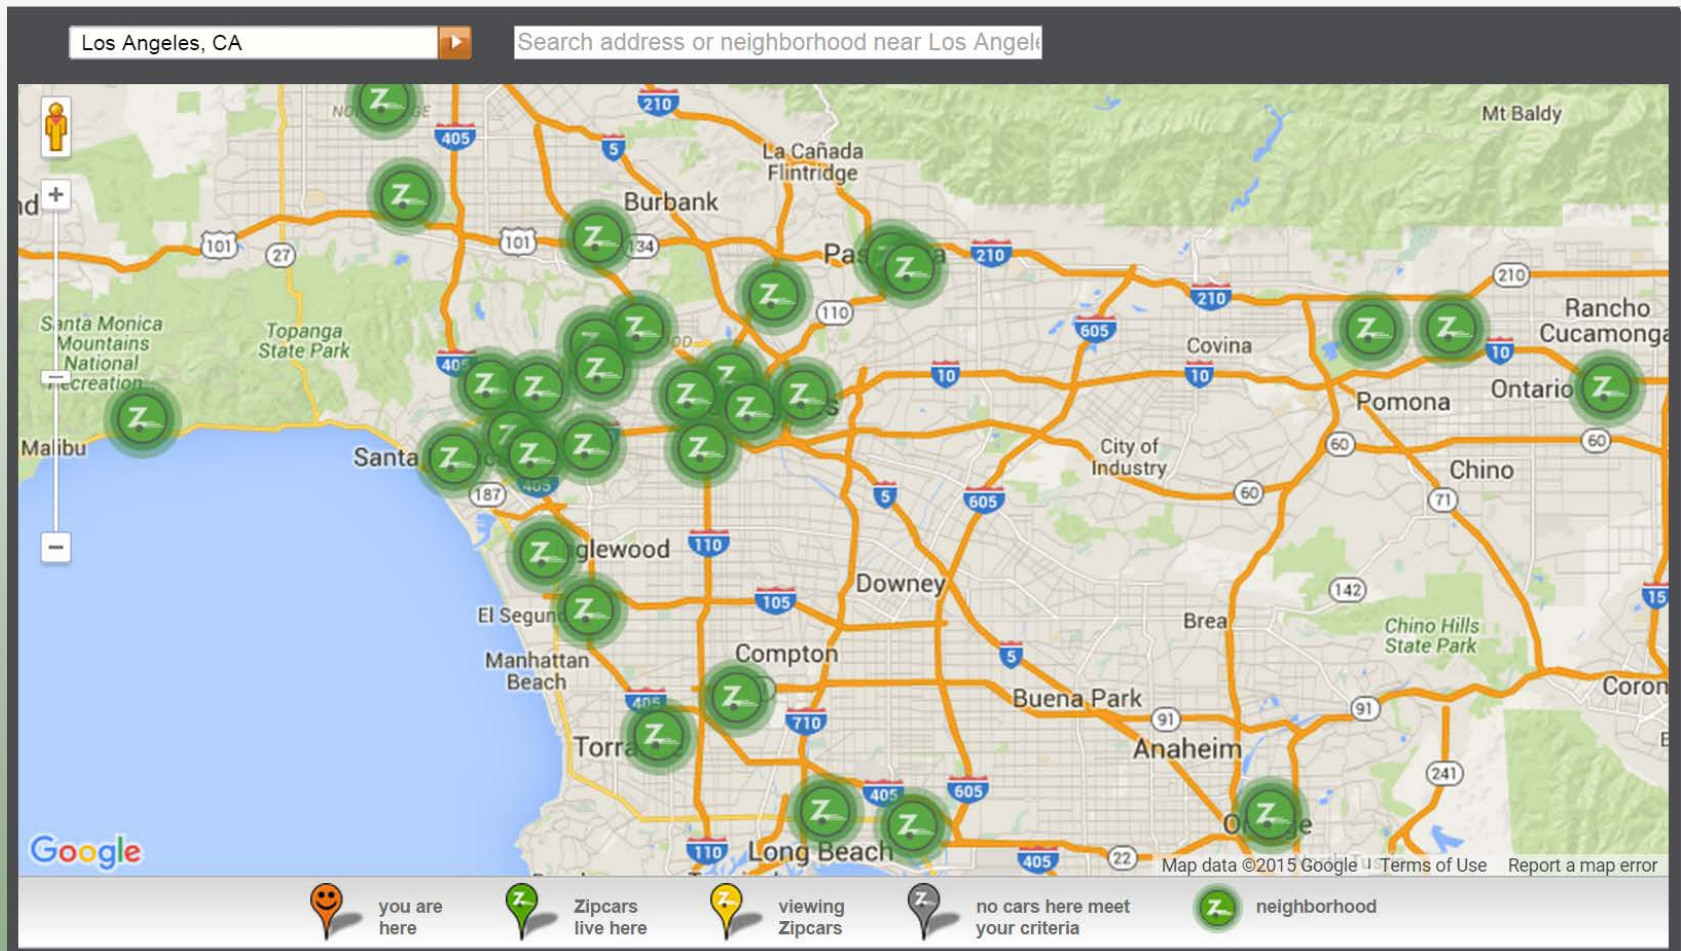 Los Angeles, CA
Search address or neighborhood near Los Angel
210
Mt Baldy
405
5
La Cañada
Flintridge
Burbank
101
27
101
134
210
210
210
110
605
Rancho
Cucamonga
Santa Monica
Mountains
National
Recreation
Topanga
State Park
Covina
10
405
10
10
Ontario
Pomona
Malibu
Santa
City of
Industry
60
60
Chino
405
187
5
605
60
71
glewood
110
Downey
142
15
105
El Segun
Brea
Chino Hills
State Park
Compton
5
Manhattan
Beach
405
Buena Park
Coron
91
91
710
Torra
Anaheim
241
405
605
Google
110
Long Beach
405
22
Map data ©2015 Google
Terms of Use
Report a map error
you are
here
Zipcars
live here
viewing
Zipcars
no cars here meet
your criteria
neighborhood